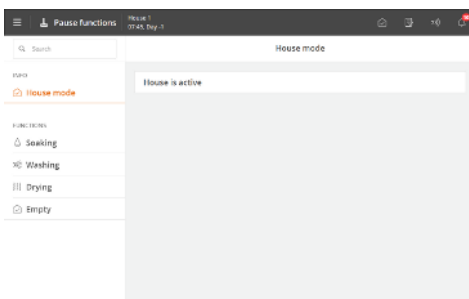 Pause functions
House 1
07:45, Day -1
Search
House mode
INFO
House mode
House is active
FUNCTIONS
Soaking
Washing
Drying
Empty